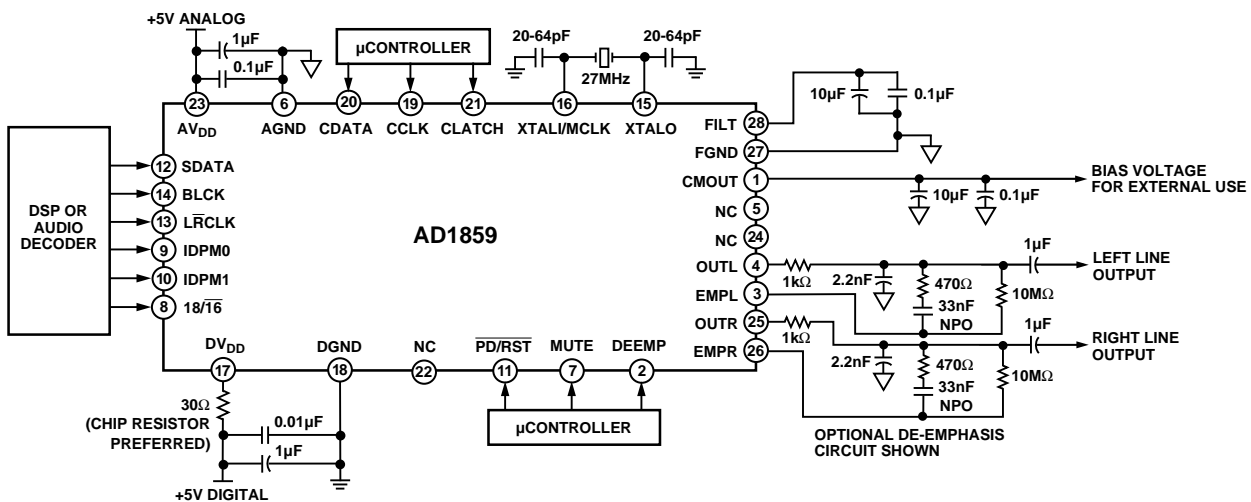 +5V ANALOG
1µF
0.1µF
µCONTROLLER
20-64pF
20-64pF
27MHz
23
6
20
19
21
16
15
AVDD
AGND
CDATA
CCLK
CLATCH
XTALI/MCLK
XTALO
DSP OR
AUDIO
DECODER
12 SDATA
14 BLCK
13 LR̅CLK
9 IDPM0
10 IDPM1
8 18/1̅6̅
AD1859
FILT 28
FGND 27
CMOUT 1
NC 5
NC 24
OUTL 4
EMPL 3
OUTR 25
EMPR 26
10µF
0.1µF
10µF
0.1µF
BIAS VOLTAGE
FOR EXTERNAL USE
1kΩ
2.2nF
470Ω
33nF
NPO
10MΩ
1µF
LEFT LINE
OUTPUT
1kΩ
2.2nF
470Ω
33nF
NPO
10MΩ
1µF
RIGHT LINE
OUTPUT
OPTIONAL DE-EMPHASIS
CIRCUIT SHOWN
DVDD
DGND
NC
P̅D̅/R̅S̅T̅
MUTE
DEEMP
17
18
22
11
7
2
30Ω
(CHIP RESISTOR
PREFERRED)
0.01µF
1µF
+5V DIGITAL
µCONTROLLER